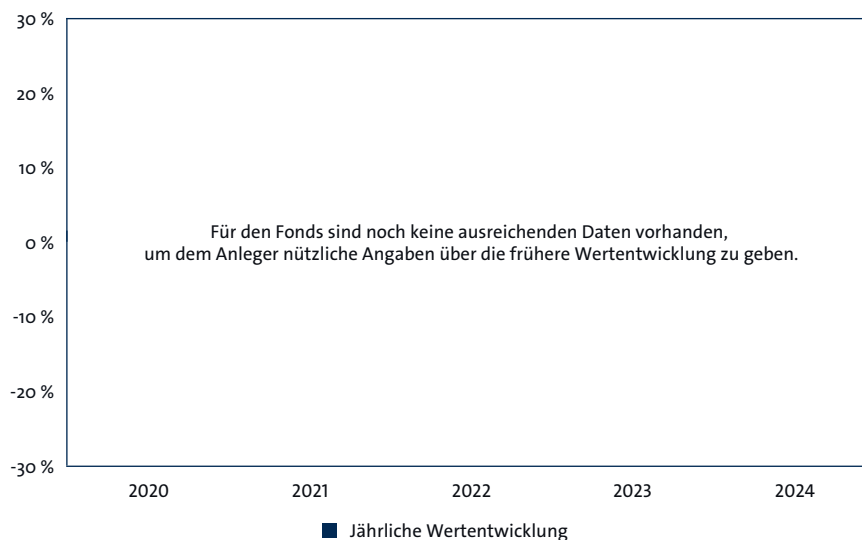 30 %
20 %
10 %
0 %
-10 %
-20 %
-30 %
Für den Fonds sind noch keine ausreichenden Daten vorhanden,
um dem Anleger nützliche Angaben über die frühere Wertentwicklung zu geben.
2020 2021 2022 2023 2024
Jährliche Wertentwicklung